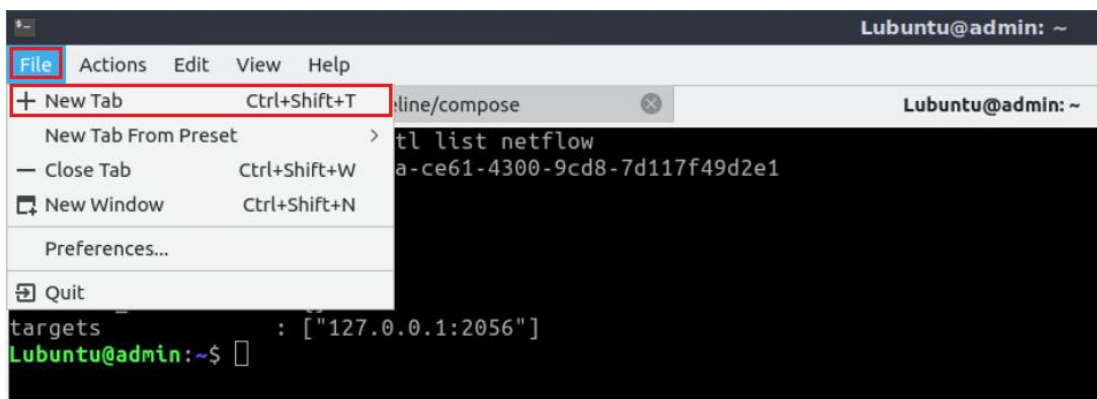 Lubuntu@admin: ~
File Actions Edit View Help
New Tab Ctrl+Shift+T
line/compose
Lubuntu@admin: ~
New Tab From Preset
tl list netflow
Close Tab Ctrl+Shift+W
a-ce61-4300-9cd8-7d117f49d2e1
New Window Ctrl+Shift+N
Preferences...
Quit
targets : ["127.0.0.1:2056"]
Lubuntu@admin:~$